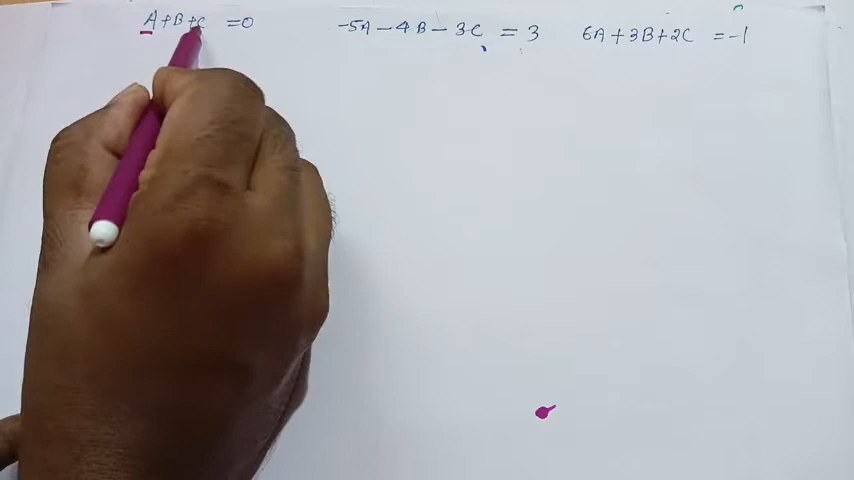 A+B+C =0 -5A-4B-3C = 3 6A+3B+2C =-1